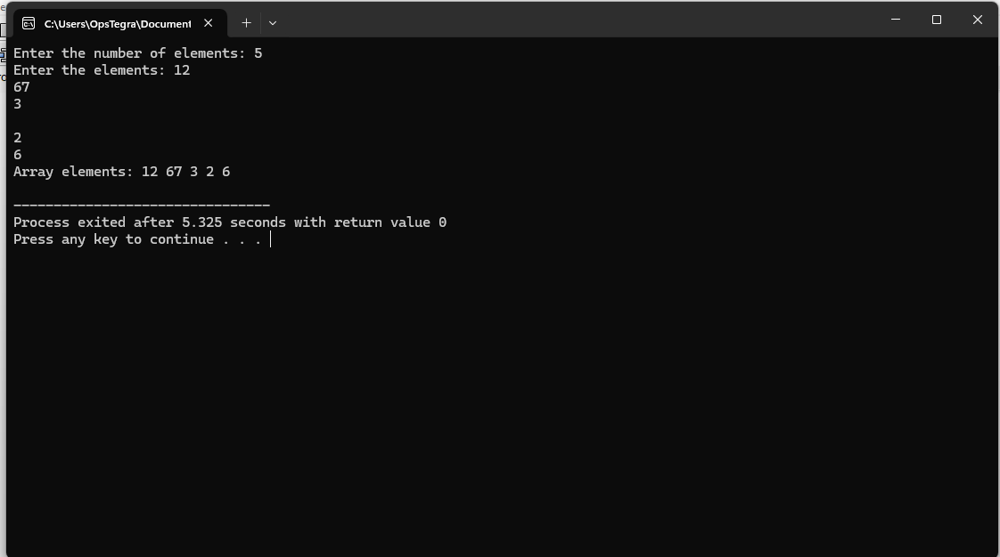 C:\Users\OpsTegra\Document
Enter the number of elements: 5
Enter the elements: 12
67
3
2
6
Array elements: 12 67 3 2 6
--------------------------------
Process exited after 5.325 seconds with return value 0
Press any key to continue . . .